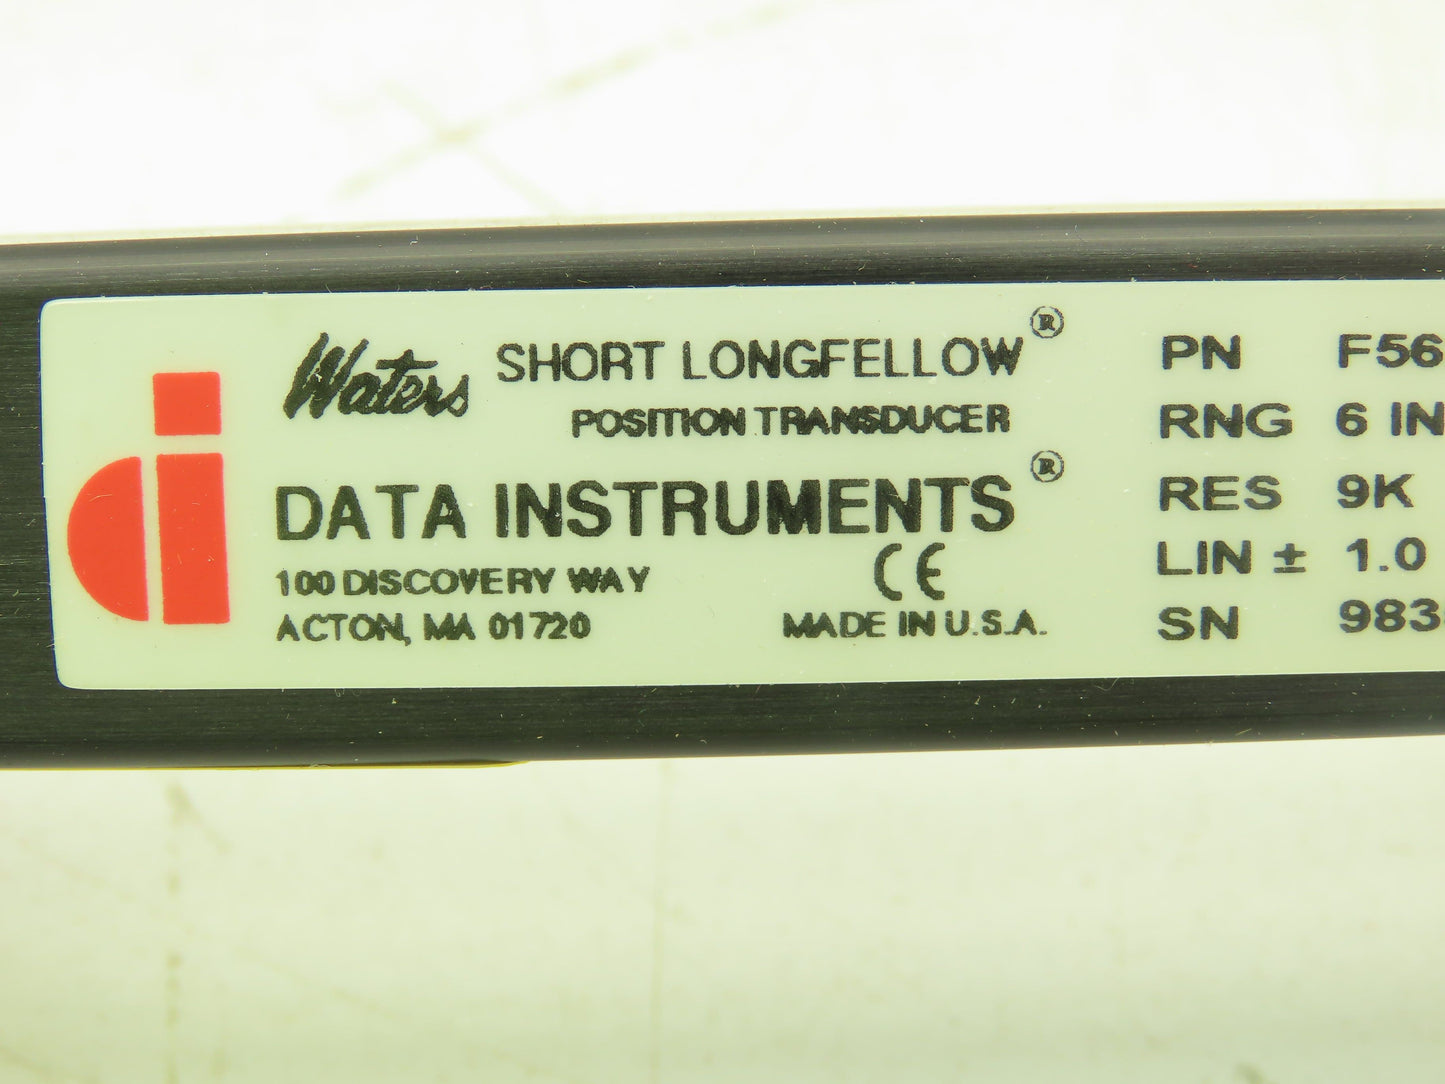 Waters SHORT LONGFELLOW®
POSITION TRANSDUCER
DATA INSTRUMENTS®
100 DISCOVERY WAY
ACTON, MA 01720
CE
MADE IN U.S.A.
PN F56
RNG 6 IN
RES 9K
LIN ± 1.0
SN 983